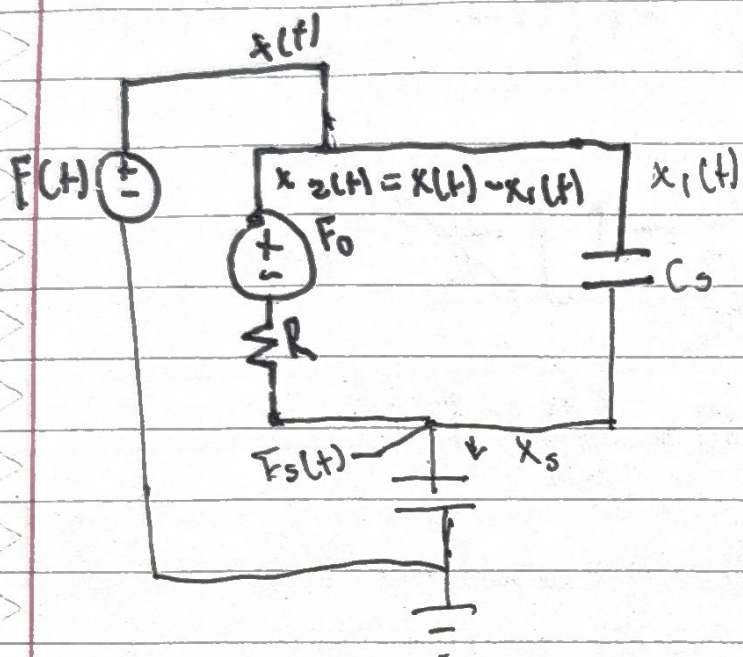 x(t)
F(t)
+
-
x2(t) = x(t) - x1(t)
x1(t)
+
-
F0
Cs
R
Fs(t)
xs